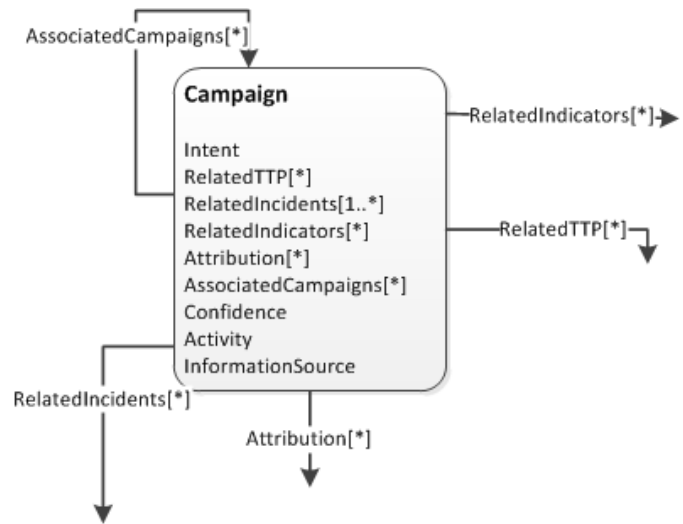 AssociatedCampaigns[*]
Campaign
RelatedIndicators[*]
Intent
RelatedTTP[*]
RelatedIncidents[1..*]
RelatedIndicators[*]
RelatedTTP[*]
Attribution[*]
AssociatedCampaigns[*]
Confidence
Activity
InformationSource
RelatedIncidents[*]
Attribution[*]